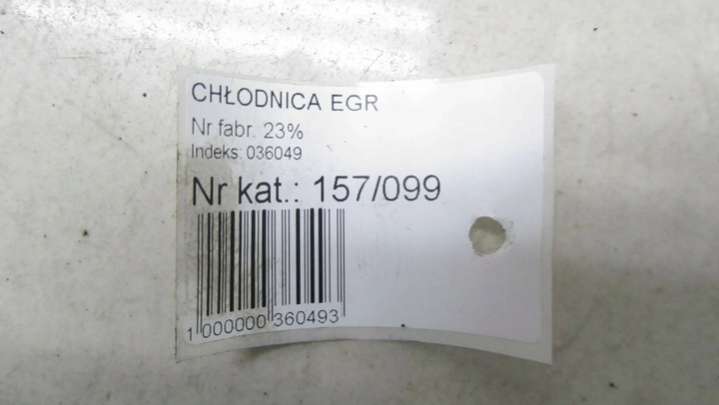 CHŁODNICA EGR
Nr fabr. 23%
Indeks: 036049
Nr kat.: 157/099
1 000000 360493